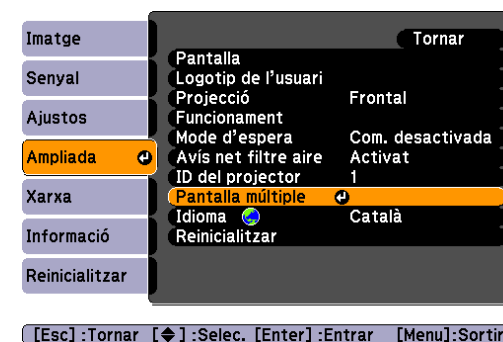 Imatge
Senyal
Ajustos
Ampliada
Xarxa
Informació
Reinicialitzar
Tornar
Pantalla
Logotip de l'usuari
Projecció Frontal
Funcionament
Mode d'espera Com. desactivada
Avís net filtre aire Activat
ID del projector 1
Pantalla múltiple
Idioma Català
Reinicialitzar
[Esc] :Tornar [◆] :Selec. [Enter] :Entrar [Menu]:Sortir